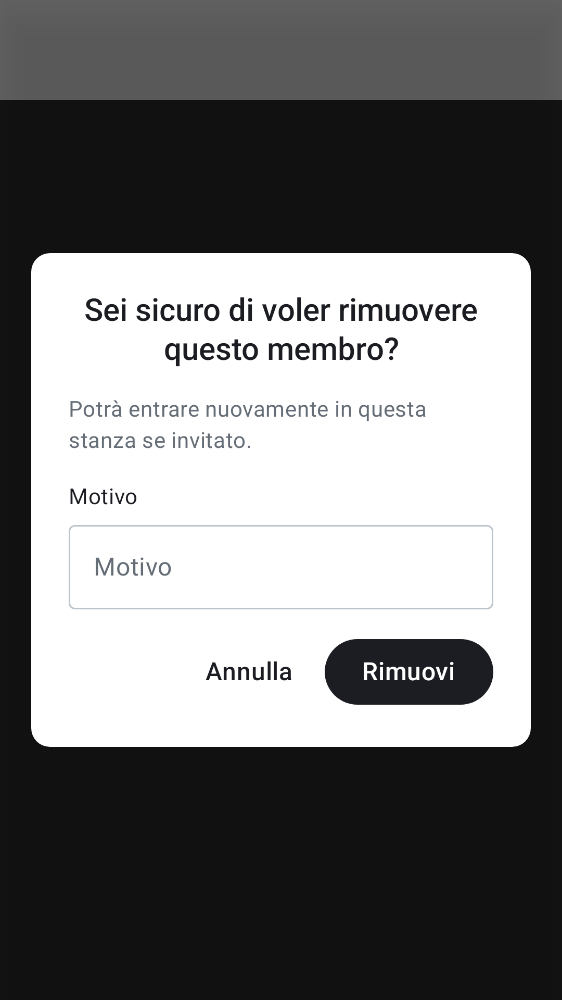 Sei sicuro di voler rimuovere
questo membro?
Potrà entrare nuovamente in questa
stanza se invitato.
Motivo
Motivo
Annulla
Rimuovi